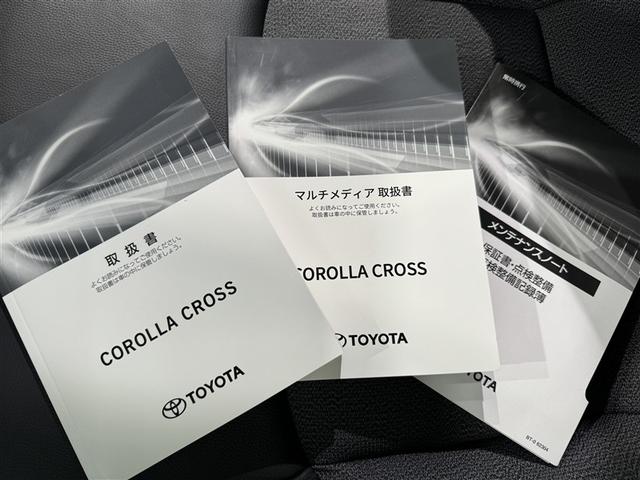 取扱書
よくお読みになってご使用ください。
取扱書は車の中に保管しましょう。
COROLLA CROSS
TOYOTA
マルチメディア 取扱書
よくお読みになってご使用ください。
取扱書は車の中に保管しましょう。
COROLLA CROSS
TOYOTA
携行
メンテナンスノート
保証書・点検整備
検整備記録簿
OTA